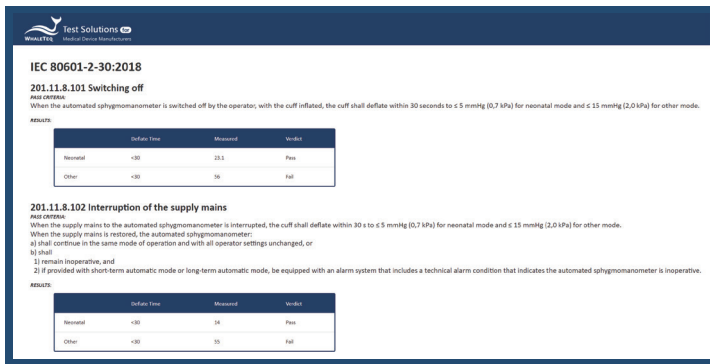 WHALETEQ
Test Solutions for
Medical Device Manufacturers
IEC 80601-2-30:2018
201.11.8.101 Switching off
PASS CRITERIA:
When the automated sphygmomanometer is switched off by the operator, with the cuff inflated, the cuff shall deflate within 30 seconds to ≤ 5 mmHg (0,7 kPa) for neonatal mode and ≤ 15 mmHg (2,0 kPa) for other mode.
RESULTS:
Deflate Time Measured Verdict
Neonatal <30 23.1 Pass
Other <30 56 Fail
201.11.8.102 Interruption of the supply mains
PASS CRITERIA:
When the supply mains to the automated sphygmomanometer is interrupted, the cuff shall deflate within 30 s to ≤ 5 mmHg (0,7 kPa) for neonatal mode and ≤ 15 mmHg (2,0 kPa) for other mode.
When the supply mains is restored, the automated sphygmomanometer:
a) shall continue in the same mode of operation and with all operator settings unchanged, or
b) shall
1) remain inoperative, and
2) if provided with short-term automatic mode or long-term automatic mode, be equipped with an alarm system that includes a technical alarm condition that indicates the automated sphygmomanometer is inoperative.
RESULTS:
Deflate Time Measured Verdict
Neonatal <30 14 Pass
Other <30 55 Fail